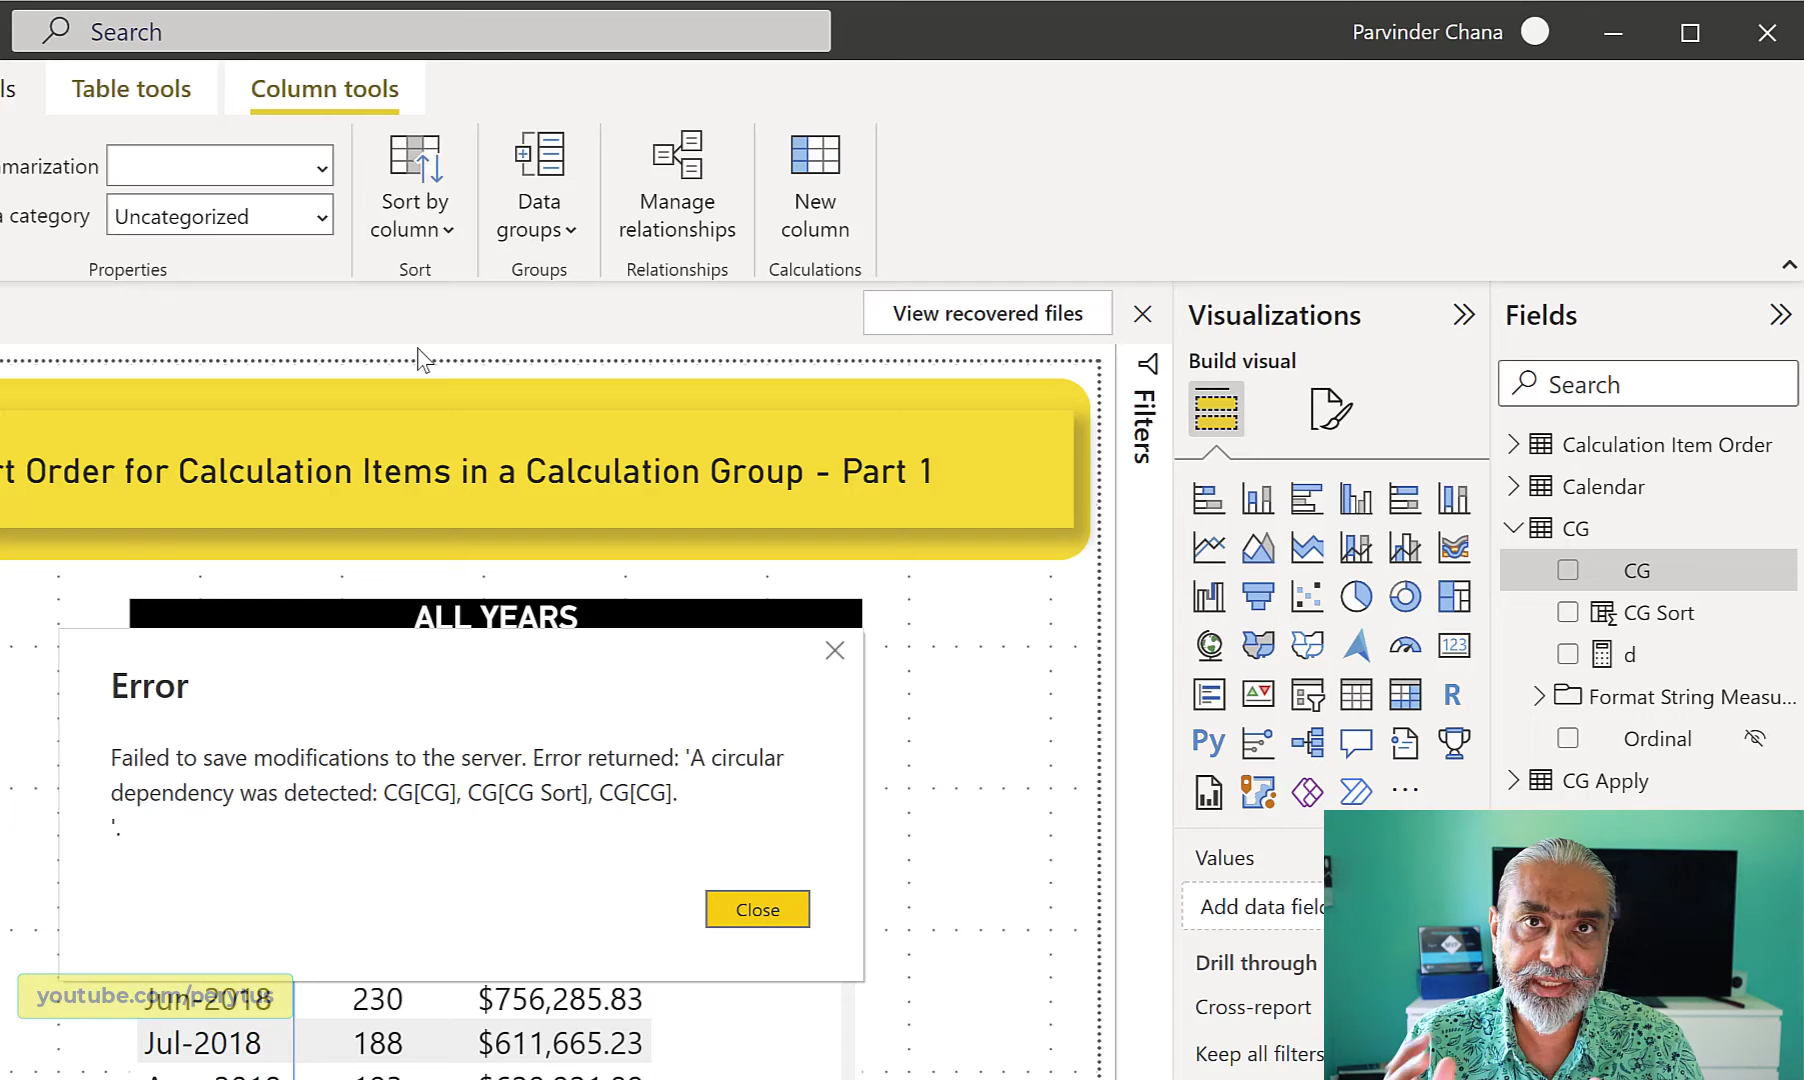 Search
Parvinder Chana
ls
Table tools
Column tools
marization
a category
Uncategorized
Properties
Sort by
column
Sort
Data
groups
Groups
Manage
relationships
Relationships
New
column
Calculations
View recovered files
rt Order for Calculation Items in a Calculation Group - Part 1
ALL YEARS
Error
Failed to save modifications to the server. Error returned: 'A circular
dependency was detected: CG[CG], CG[CG Sort], CG[CG].
'.
Close
youtube.com/perytus
Jun-2018 230 $756,285.83
Jul-2018 188 $611,665.23
Filters
Visualizations
Build visual
123
R
Py
Values
Add data field
Drill through
Cross-report
Keep all filters
Fields
Search
Calculation Item Order
Calendar
CG
CG
CG Sort
d
Format String Measu...
Ordinal
CG Apply